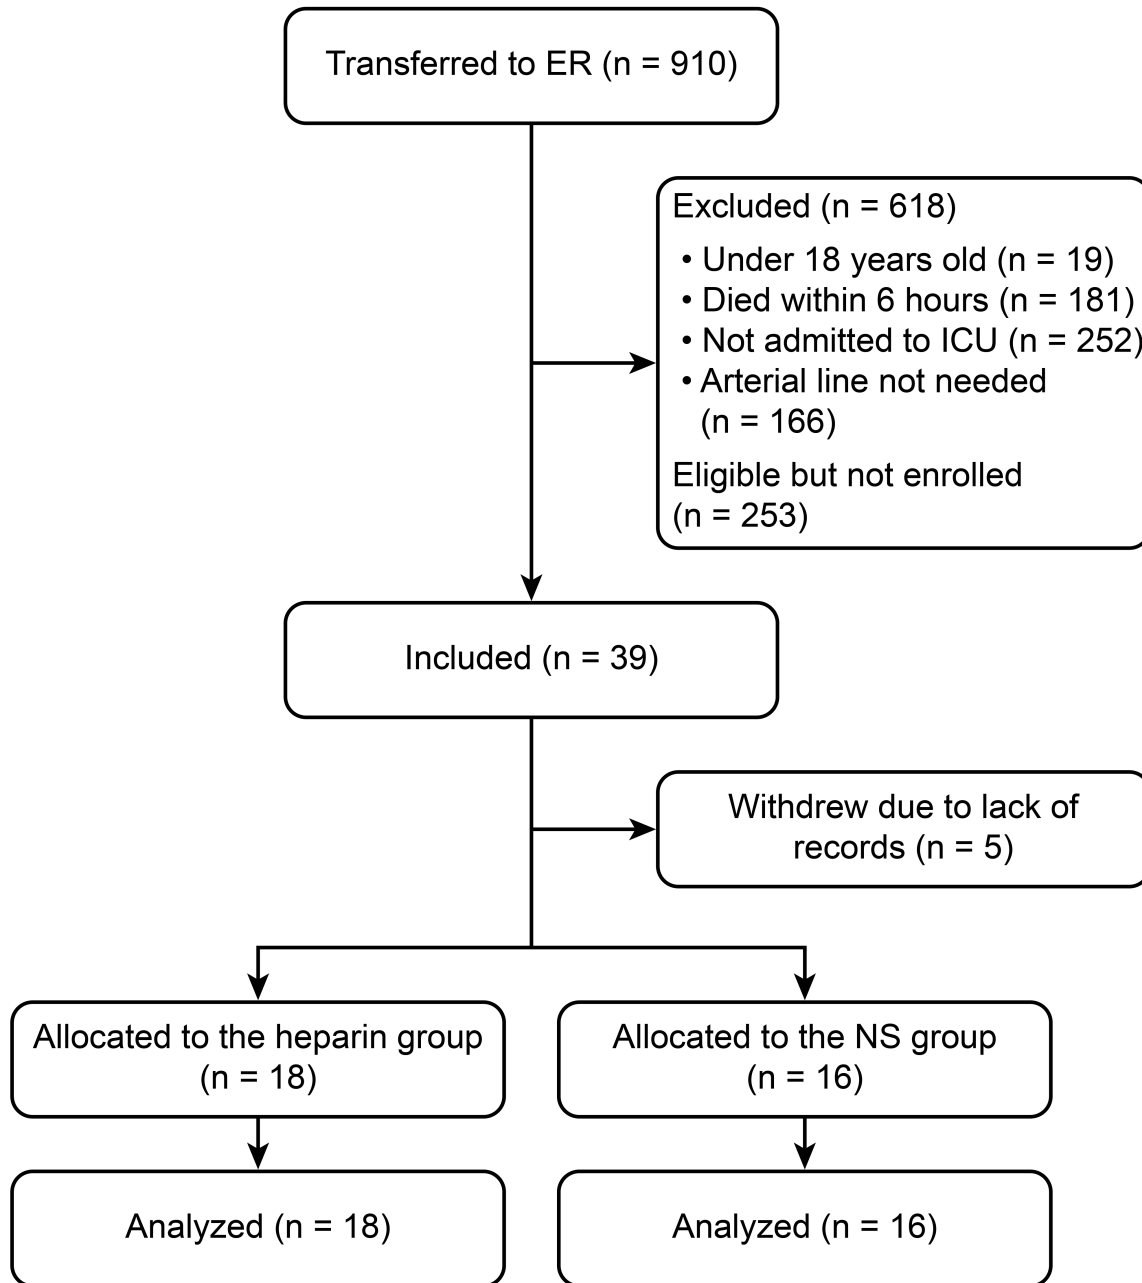 Transferred to ER (n = 910)
Excluded (n = 618)
• Under 18 years old (n = 19)
• Died within 6 hours (n = 181)
• Not admitted to ICU (n = 252)
• Arterial line not needed
(n = 166)
Eligible but not enrolled
(n = 253)
Included (n = 39)
Withdrew due to lack of
records (n = 5)
Allocated to the heparin group
(n = 18)
Allocated to the NS group
(n = 16)
Analyzed (n = 18)
Analyzed (n = 16)